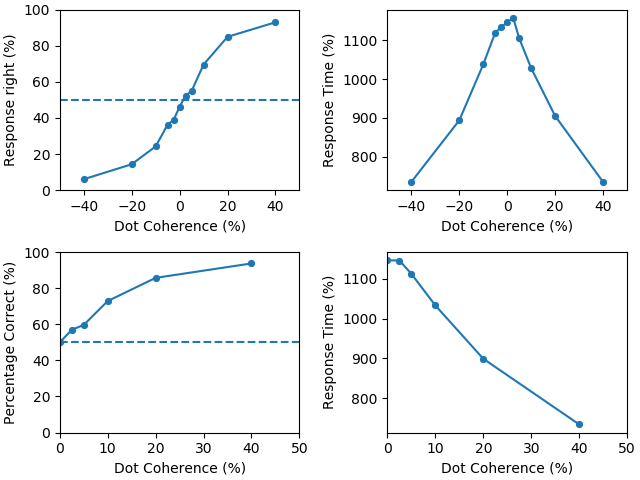 100
80
60
40
20
0
Response right (%)
−40 −20 0 20 40
Dot Coherence (%)
1100
1000
900
800
Response Time (%)
−40 −20 0 20 40
Dot Coherence (%)
100
80
60
40
20
0
Percentage Correct (%)
0 10 20 30 40 50
Dot Coherence (%)
1100
1000
900
800
Response Time (%)
0 10 20 30 40 50
Dot Coherence (%)